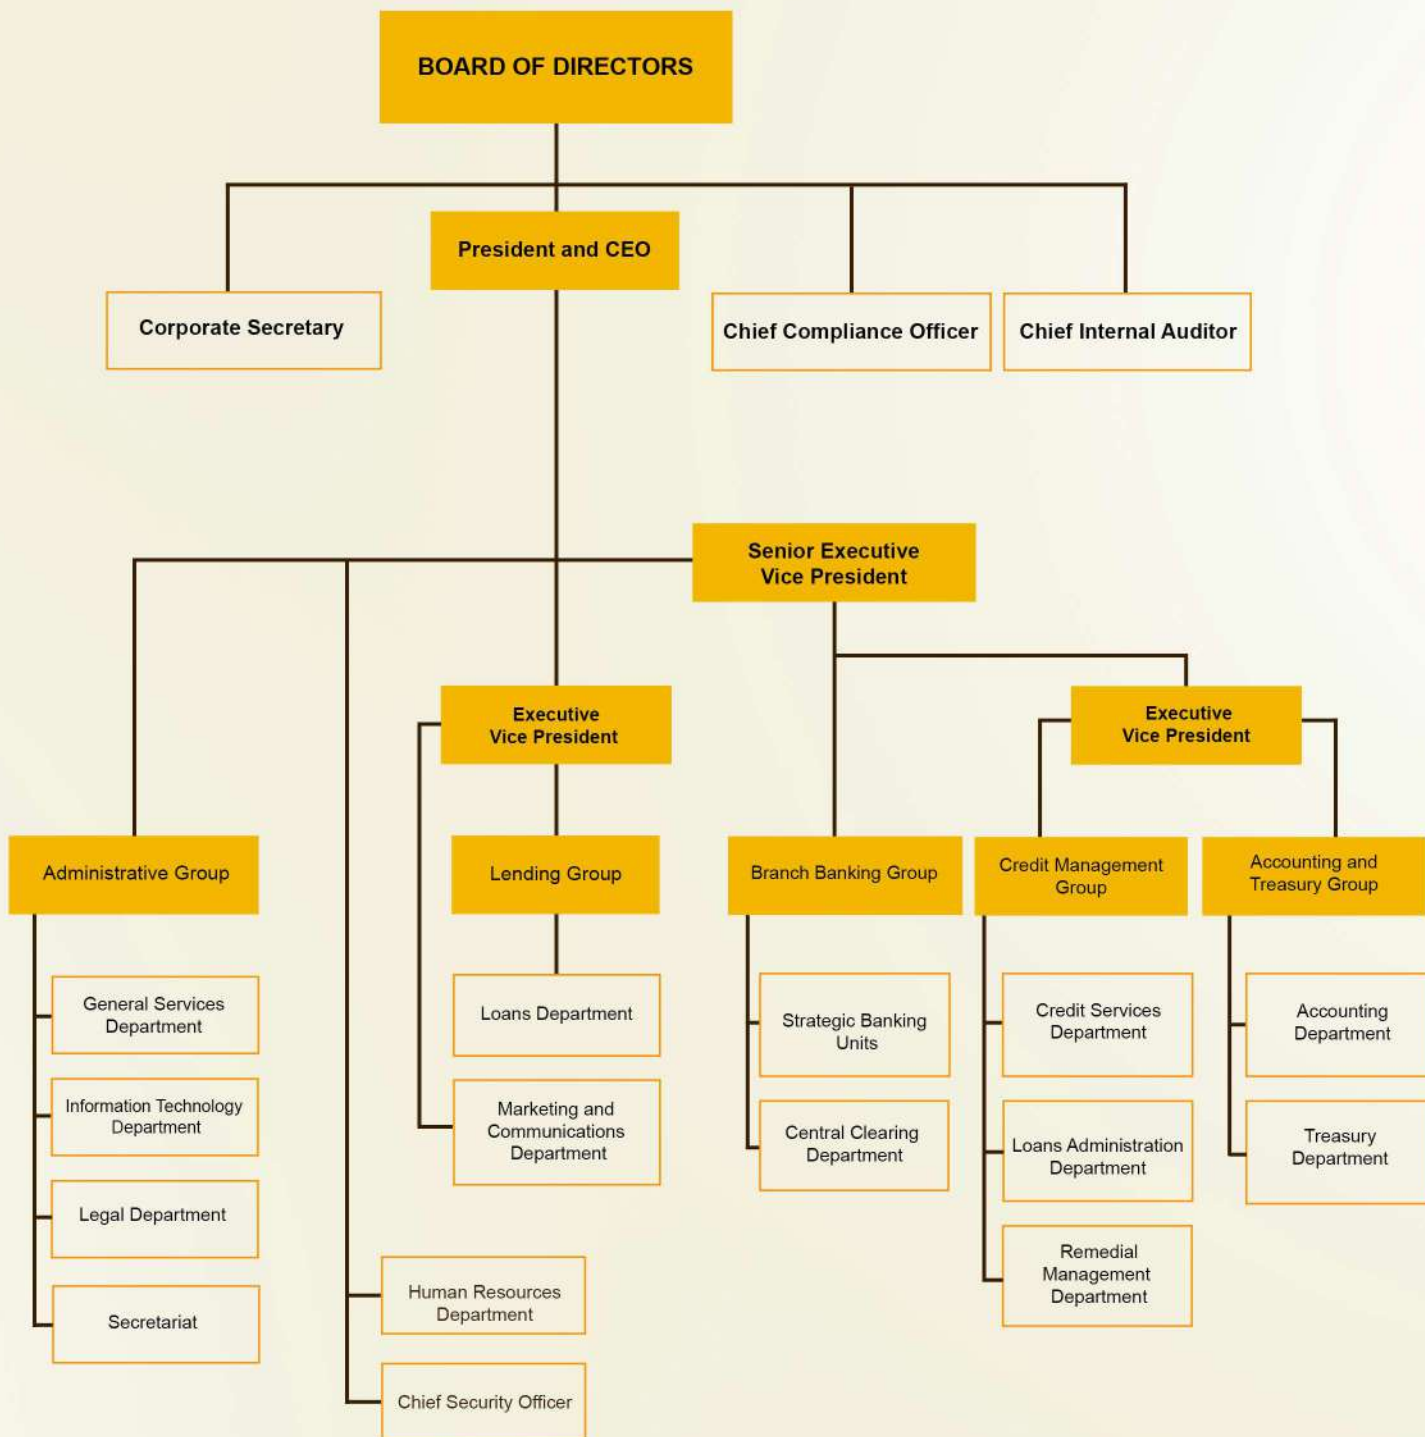 BOARD OF DIRECTORS
President and CEO
Corporate Secretary
Chief Compliance Officer
Chief Internal Auditor
Senior Executive
Vice President
Executive
Vice President
Executive
Vice President
Administrative Group
Lending Group
Branch Banking Group
Credit Management
Group
Accounting and
Treasury Group
General Services
Department
Information Technology
Department
Legal Department
Secretariat
Loans Department
Marketing and
Communications
Department
Human Resources
Department
Chief Security Officer
Strategic Banking
Units
Central Clearing
Department
Credit Services
Department
Loans Administration
Department
Remedial
Management
Department
Accounting
Department
Treasury
Department